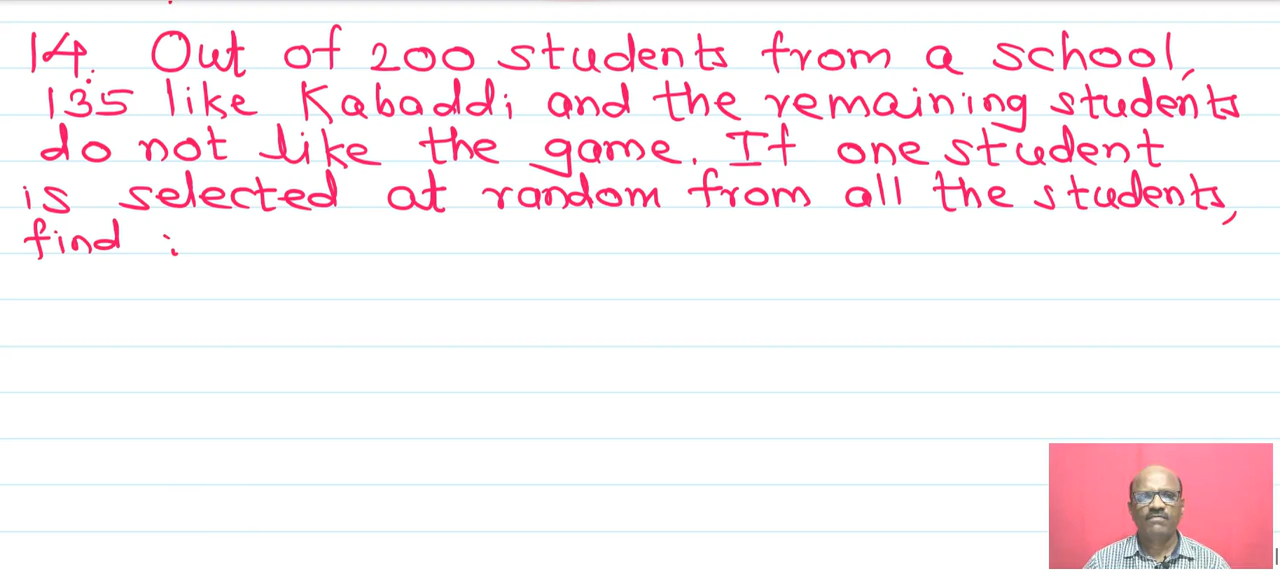 14. Out of 200 students from a school,
135 like Kabaddi and the remaining students
do not like the game. If one student
is selected at random from all the students,
find :